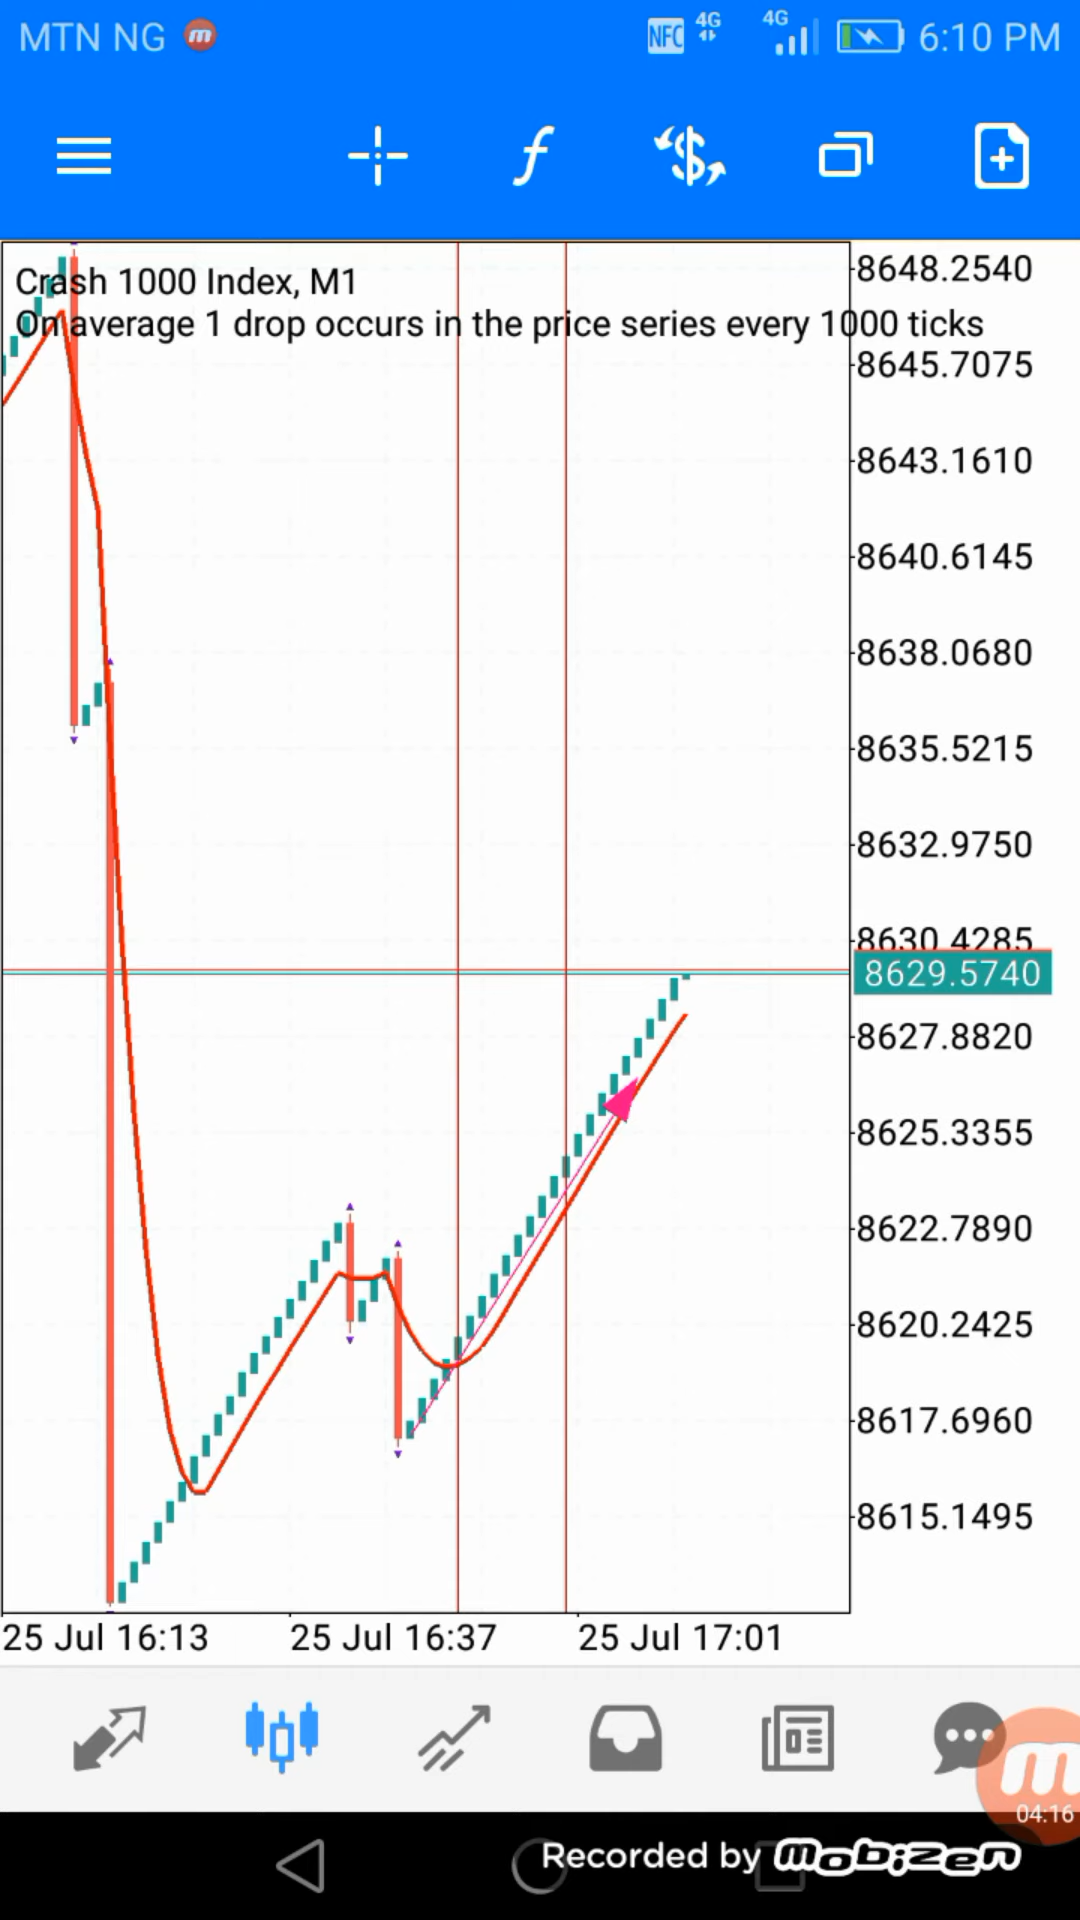 MTN NG m NFC 4G 4G 6:10 PM
f $
Crash 1000 Index, M1
On average 1 drop occurs in the price series every 1000 ticks
8648.2540
8645.7075
8643.1610
8640.6145
8638.0680
8635.5215
8632.9750
8630.4285
8629.5740
8627.8820
8625.3355
8622.7890
8620.2425
8617.6960
8615.1495
25 Jul 16:13 25 Jul 16:37 25 Jul 17:01
m
04:16
Recorded by mobizen